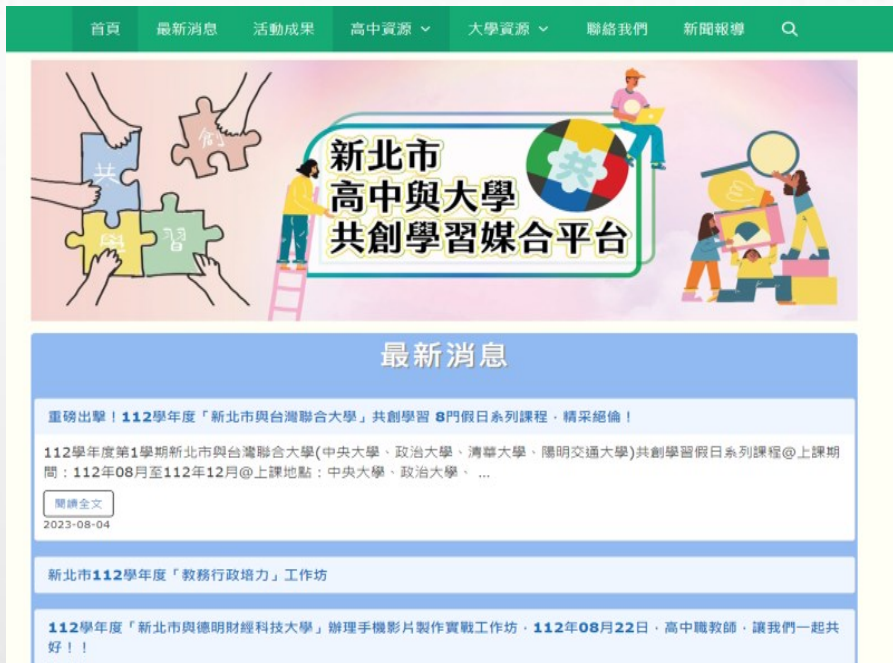 首頁 最新消息 活動成果 高中資源 大學資源 聯絡我們 新聞報導
共 創
學 習
新北市
高中與大學
共創學習媒合平台
共
最新消息
重磅出擊！112學年度「新北市與台灣聯合大學」共創學習 8門假日系列課程，精采絕倫！
112學年度第1學期新北市與台灣聯合大學(中央大學、政治大學、清華大學、陽明交通大學)共創學習假日系列課程@上課期
間：112年08月至112年12月@上課地點：中央大學、政治大學、 ...
閱讀全文
2023-08-04
新北市112學年度「教務行政培力」工作坊
112學年度「新北市與德明財經科技大學」辦理手機影片製作實戰工作坊，112年08月22日，高中職教師，讓我們一起共
好！！